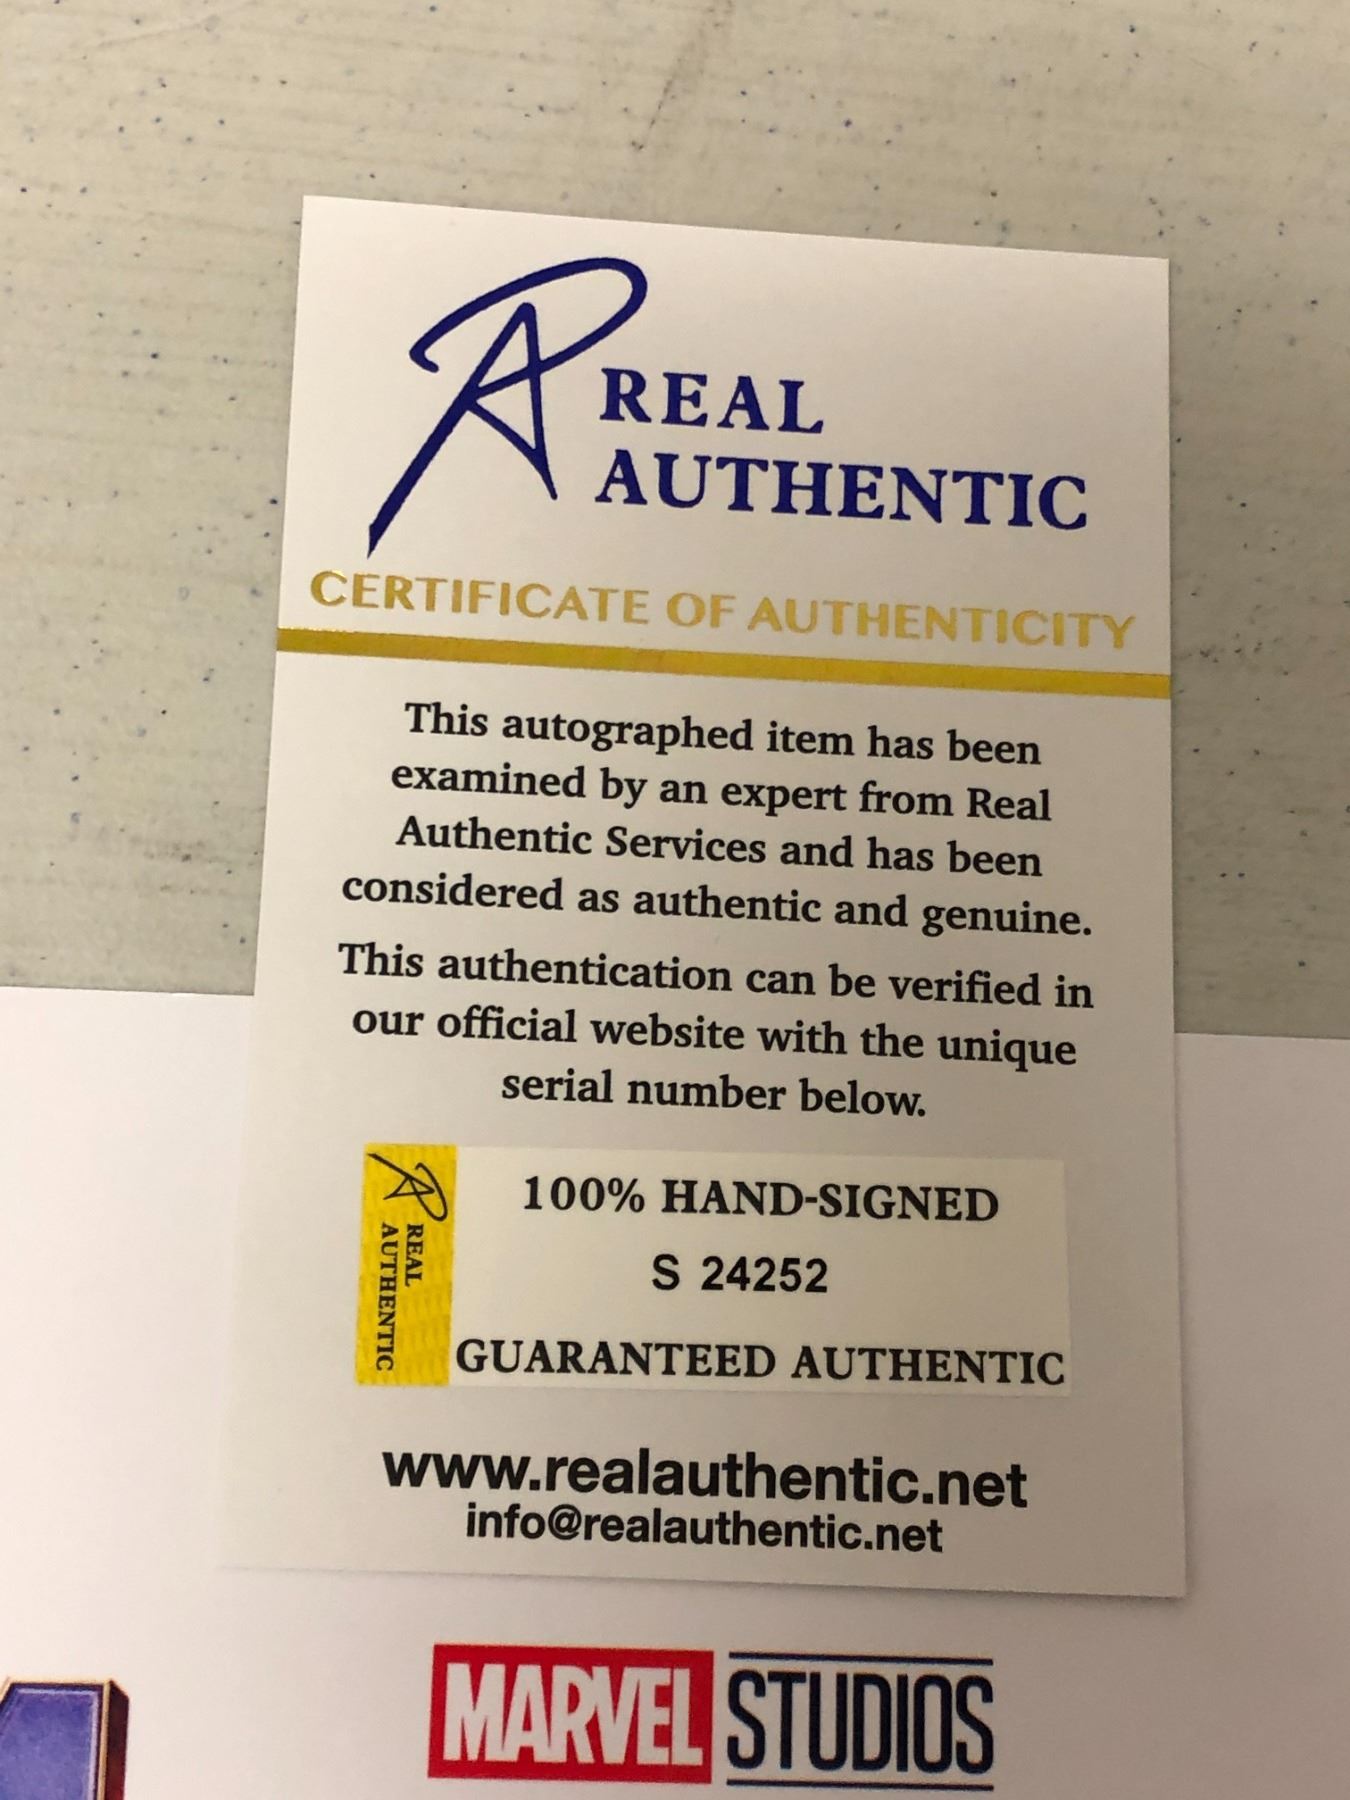 REAL
AUTHENTIC
CERTIFICATE OF AUTHENTICITY
This autographed item has been
examined by an expert from Real
Authentic Services and has been
considered as authentic and genuine.
This authentication can be verified in
our official website with the unique
serial number below.
REAL
AUTHENTIC
100% HAND-SIGNED
S 24252
GUARANTEED AUTHENTIC
www.realauthentic.net
info@realauthentic.net
MARVEL STUDIOS